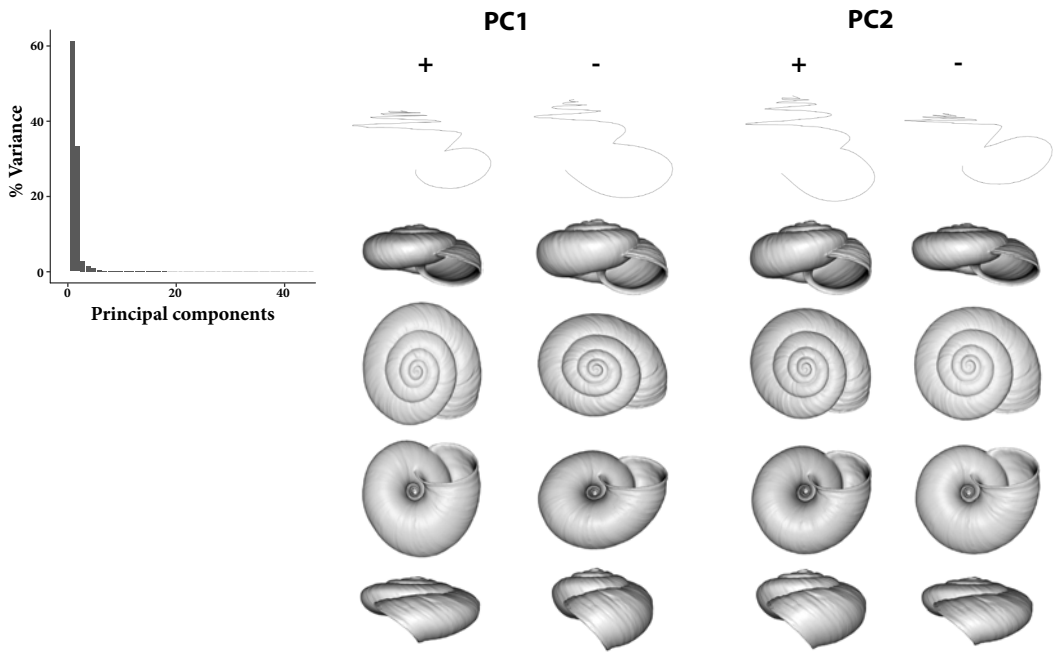 PC1
PC2
+
-
+
-
60
40
20
0
% Variance
0
20
40
Principal components